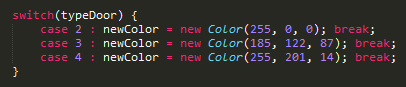 switch(typeDoor) {
    case 2 : newColor = new Color(255, 0, 0); break;
    case 3 : newColor = new Color(185, 122, 87); break;
    case 4 : newColor = new Color(255, 201, 14); break;
}